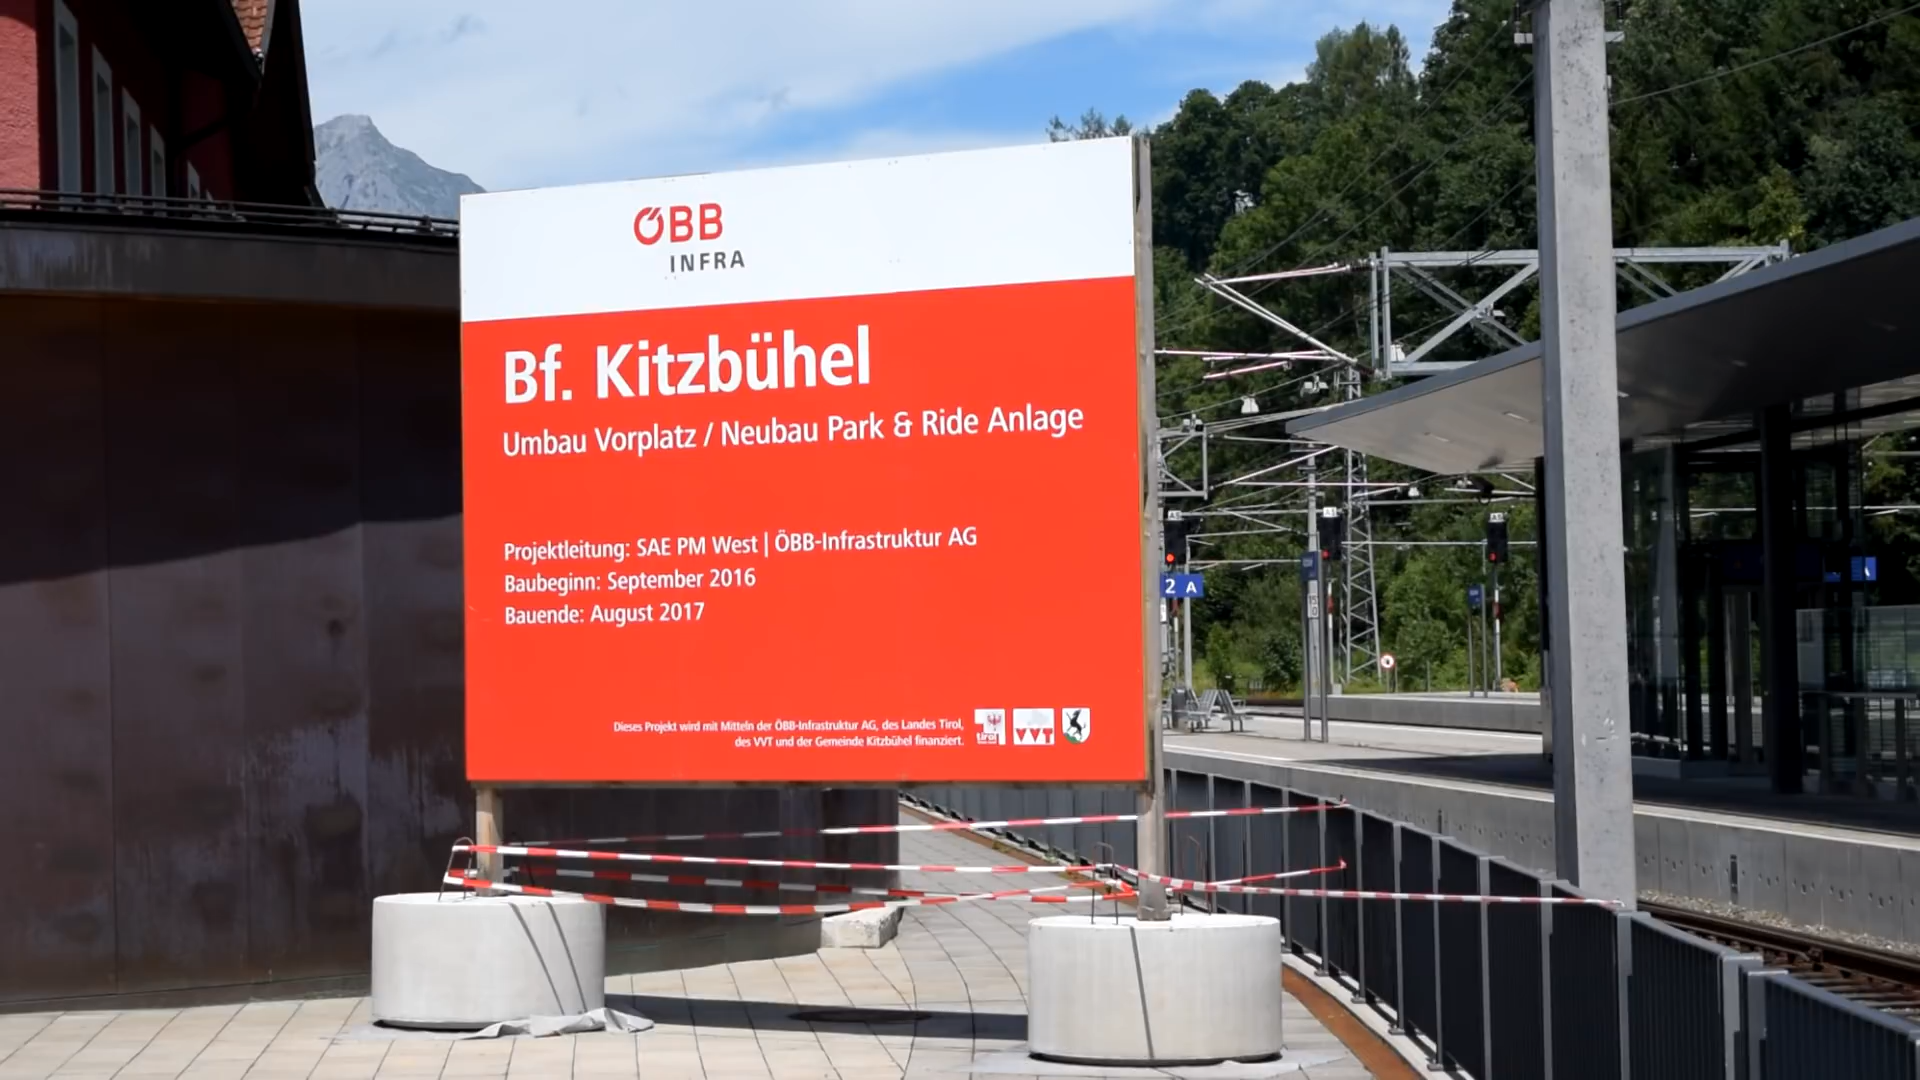 ÖBB
INFRA
Bf. Kitzbühel
Umbau Vorplatz / Neubau Park & Ride Anlage
Projektleitung: SAE PM West | ÖBB-Infrastruktur AG
Baubeginn: September 2016
Bauende: August 2017
Dieses Projekt wird mit Mitteln der ÖBB-Infrastruktur AG, des Landes Tirol,
des VVT und der Gemeinde Kitzbühel finanziert.
tirol
VVT
2 A
A